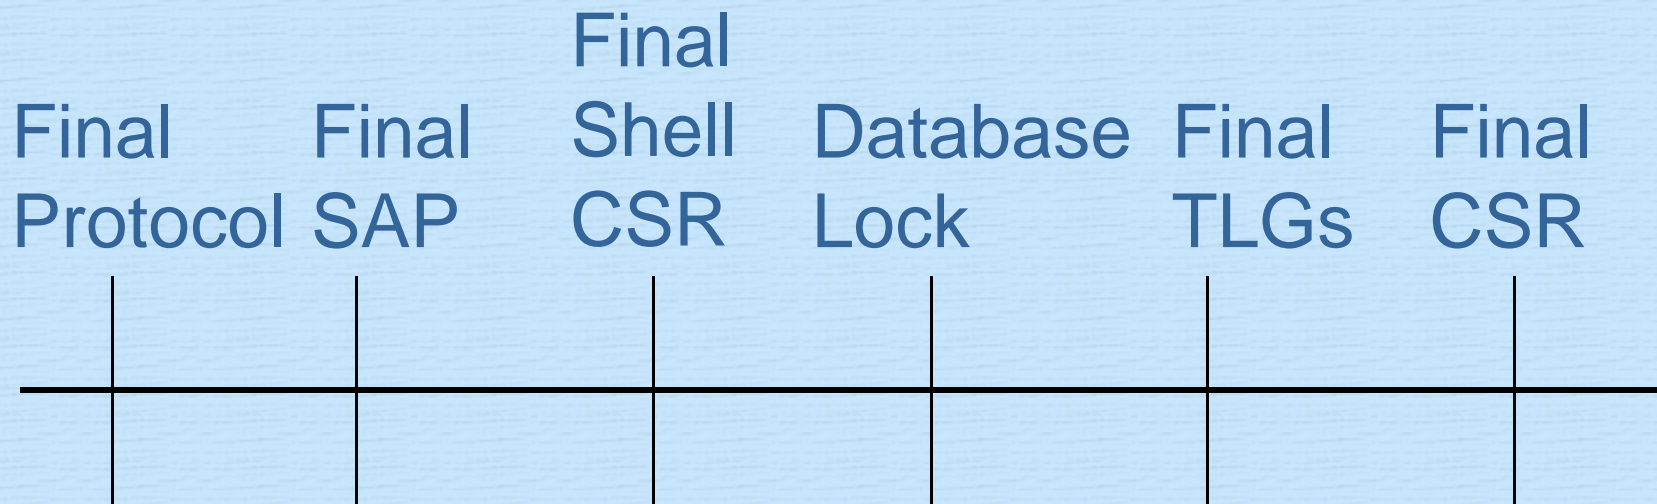 Final
Protocol
Final
SAP
Final
Shell
CSR
Database
Lock
Final
TLGs
Final
CSR